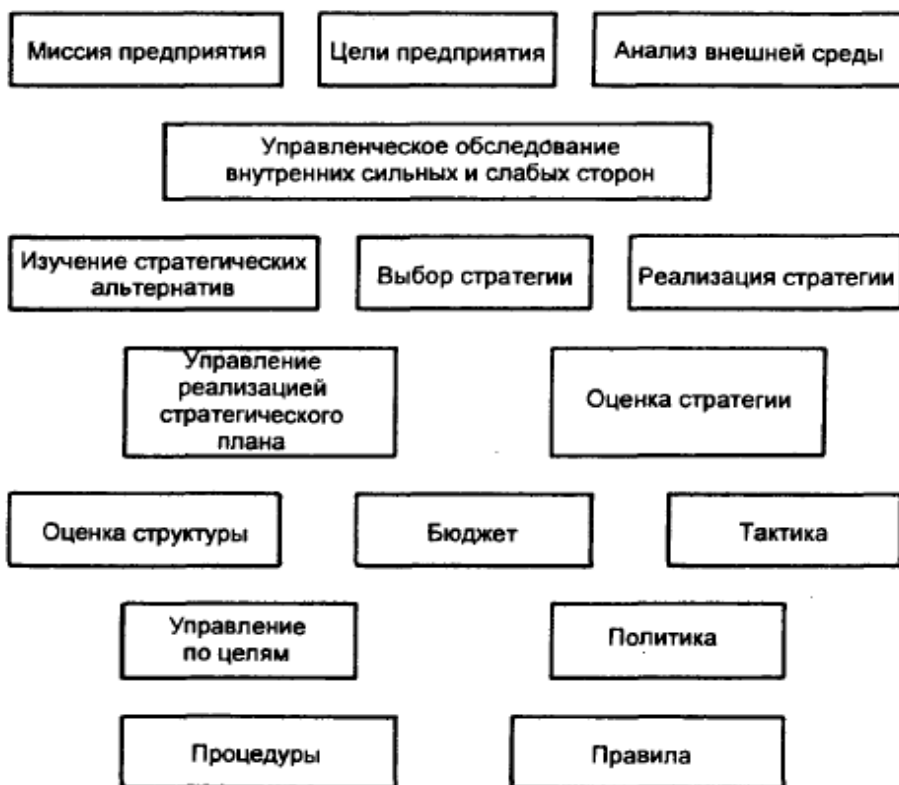 Миссия предприятия
Цели предприятия
Анализ внешней среды
Управленческое обследование
внутренних сильных и слабых сторон
Изучение стратегических
альтернатив
Выбор стратегии
Реализация стратегии
Управление
реализацией
стратегического
плана
Оценка стратегии
Оценка структуры
Бюджет
Тактика
Управление
по целям
Политика
Процедуры
Правила